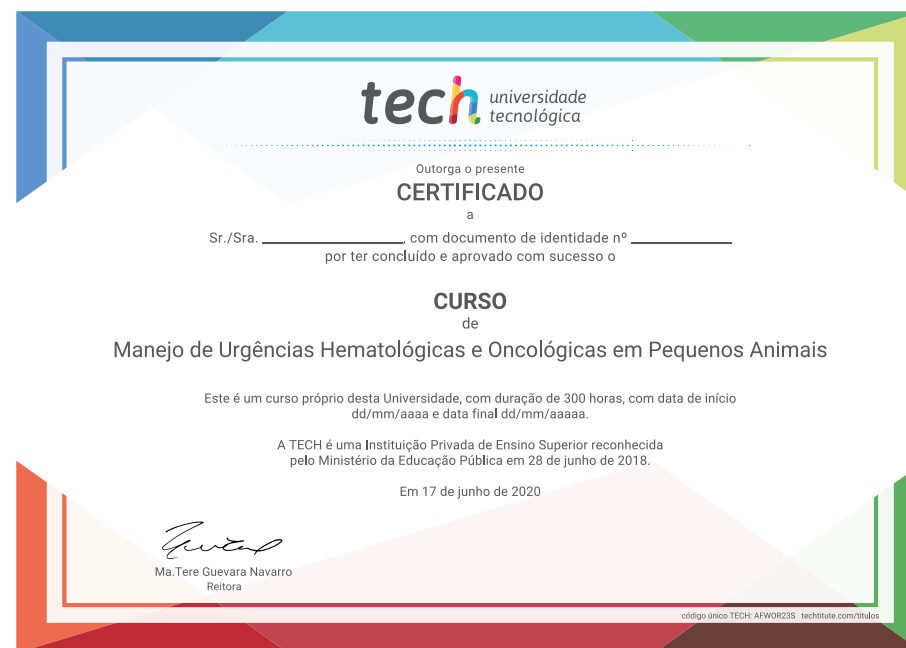 tech universidade
tecnológica
Outorga o presente
CERTIFICADO
a
Sr./Sra. ____________________, com documento de identidade nº ______________
por ter concluído e aprovado com sucesso o
CURSO
de
Manejo de Urgências Hematológicas e Oncológicas em Pequenos Animais
Este é um curso próprio desta Universidade, com duração de 300 horas, com data de início
dd/mm/aaaa e data final dd/mm/aaaaa.
A TECH é uma Instituição Privada de Ensino Superior reconhecida
pelo Ministério da Educação Pública em 28 de junho de 2018.
Em 17 de junho de 2020
Ma.Tere Guevara Navarro
Reitora
código único TECH: AFWOR23S techtitute.com/titulos